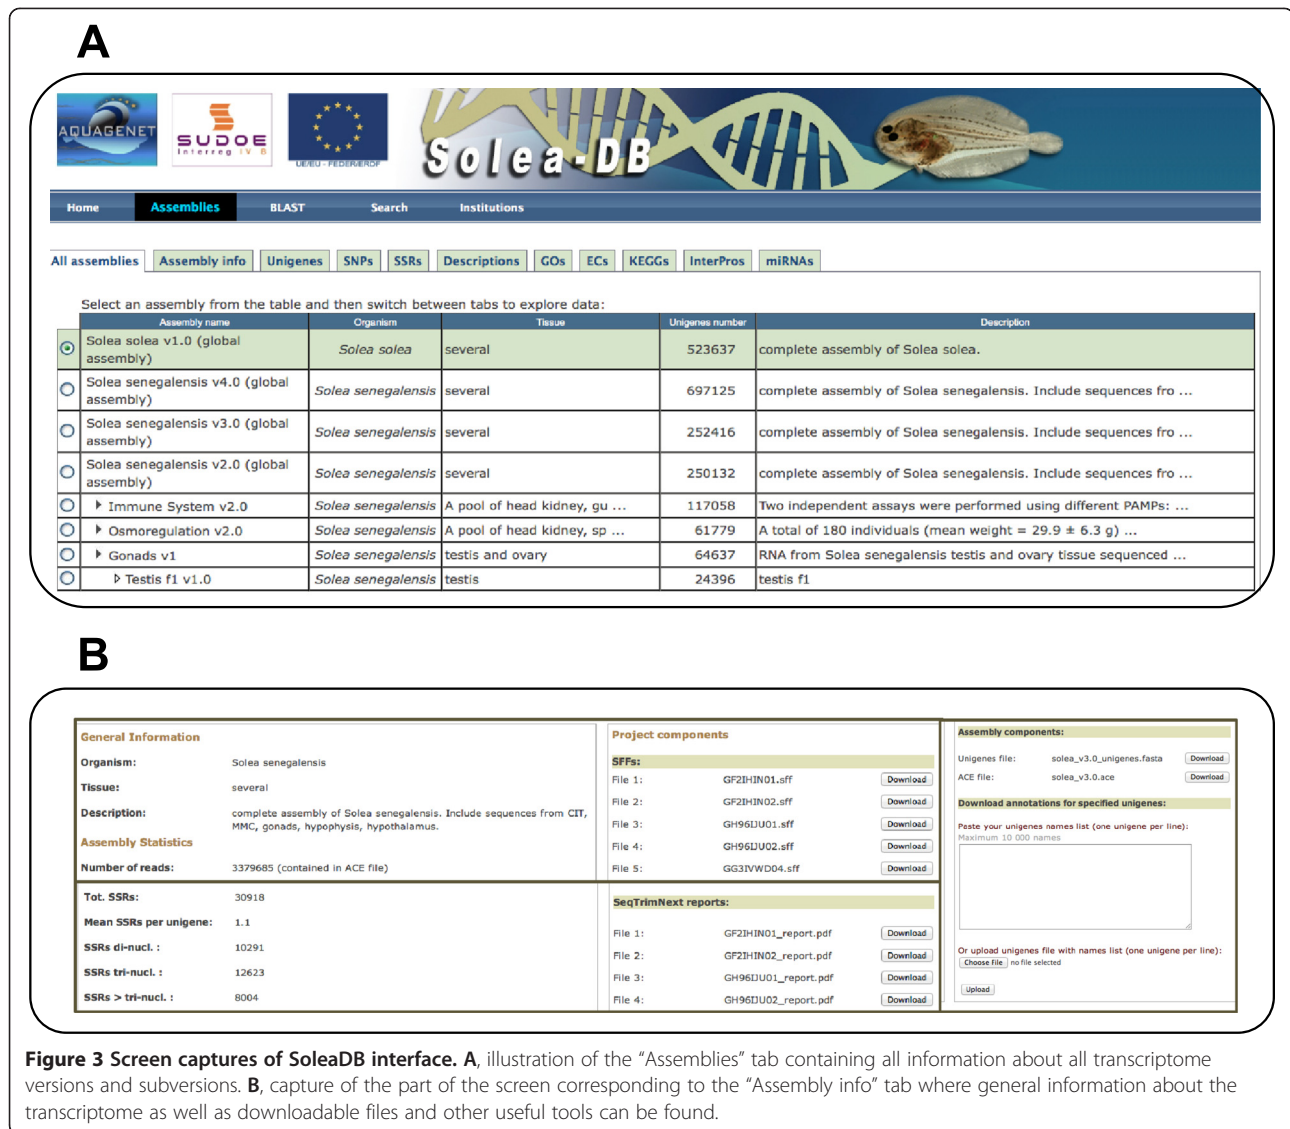 A
AQUAGENET
SUDOE
Interreg IV B
UE/EU - FEDER/ERDF
Solea-DB
Home Assemblies BLAST Search Institutions
All assemblies Assembly info Unigenes SNPs SSRs Descriptions GOs ECs KEGGs InterPros miRNAs
Select an assembly from the table and then switch between tabs to explore data:
Assembly name Organism Tissue Unigenes number Description
Solea solea v1.0 (global
assembly) Solea solea several 523637 complete assembly of Solea solea.
Solea senegalensis v4.0 (global
assembly) Solea senegalensis several 697125 complete assembly of Solea senegalensis. Include sequences fro ...
Solea senegalensis v3.0 (global
assembly) Solea senegalensis several 252416 complete assembly of Solea senegalensis. Include sequences fro ...
Solea senegalensis v2.0 (global
assembly) Solea senegalensis several 250132 complete assembly of Solea senegalensis. Include sequences fro ...
Immune System v2.0 Solea senegalensis A pool of head kidney, gu ... 117058 Two independent assays were performed using different PAMPs: ...
Osmoregulation v2.0 Solea senegalensis A pool of head kidney, sp ... 61779 A total of 180 individuals (mean weight = 29.9 ± 6.3 g) ...
Gonads v1 Solea senegalensis testis and ovary 64637 RNA from Solea senegalensis testis and ovary tissue sequenced ...
Testis f1 v1.0 Solea senegalensis testis 24396 testis f1
B
General Information
Organism: Solea senegalensis
Tissue: several
Description: complete assembly of Solea senegalensis. Include sequences from CIT,
MMC, gonads, hypophysis, hypothalamus.
Assembly Statistics
Number of reads: 3379685 (contained in ACE file)
Tot. SSRs: 30918
Mean SSRs per unigene: 1.1
SSRs di-nucl. : 10291
SSRs tri-nucl. : 12623
SSRs > tri-nucl. : 8004
Project components
SFFs:
File 1: GF2IHIN01.sff Download
File 2: GF2IHIN02.sff Download
File 3: GH96IJU01.sff Download
File 4: GH96IJU02.sff Download
File 5: GG3IVWD04.sff Download
SeqTrimNext reports:
File 1: GF2IHIN01_report.pdf Download
File 2: GF2IHIN02_report.pdf Download
File 3: GH96IJU01_report.pdf Download
File 4: GH96IJU02_report.pdf Download
Assembly components:
Unigenes file: solea_v3.0_unigenes.fasta Download
ACE file: solea_v3.0.ace Download
Download annotations for specified unigenes:
Paste your unigenes names list (one unigene per line):
Maximum 10 000 names
Or upload unigenes file with names list (one unigene per line):
Choose File no file selected
Upload
Figure 3 Screen captures of SoleaDB interface. A, illustration of the “Assemblies” tab containing all information about all transcriptome
versions and subversions. B, capture of the part of the screen corresponding to the “Assembly info” tab where general information about the
transcriptome as well as downloadable files and other useful tools can be found.